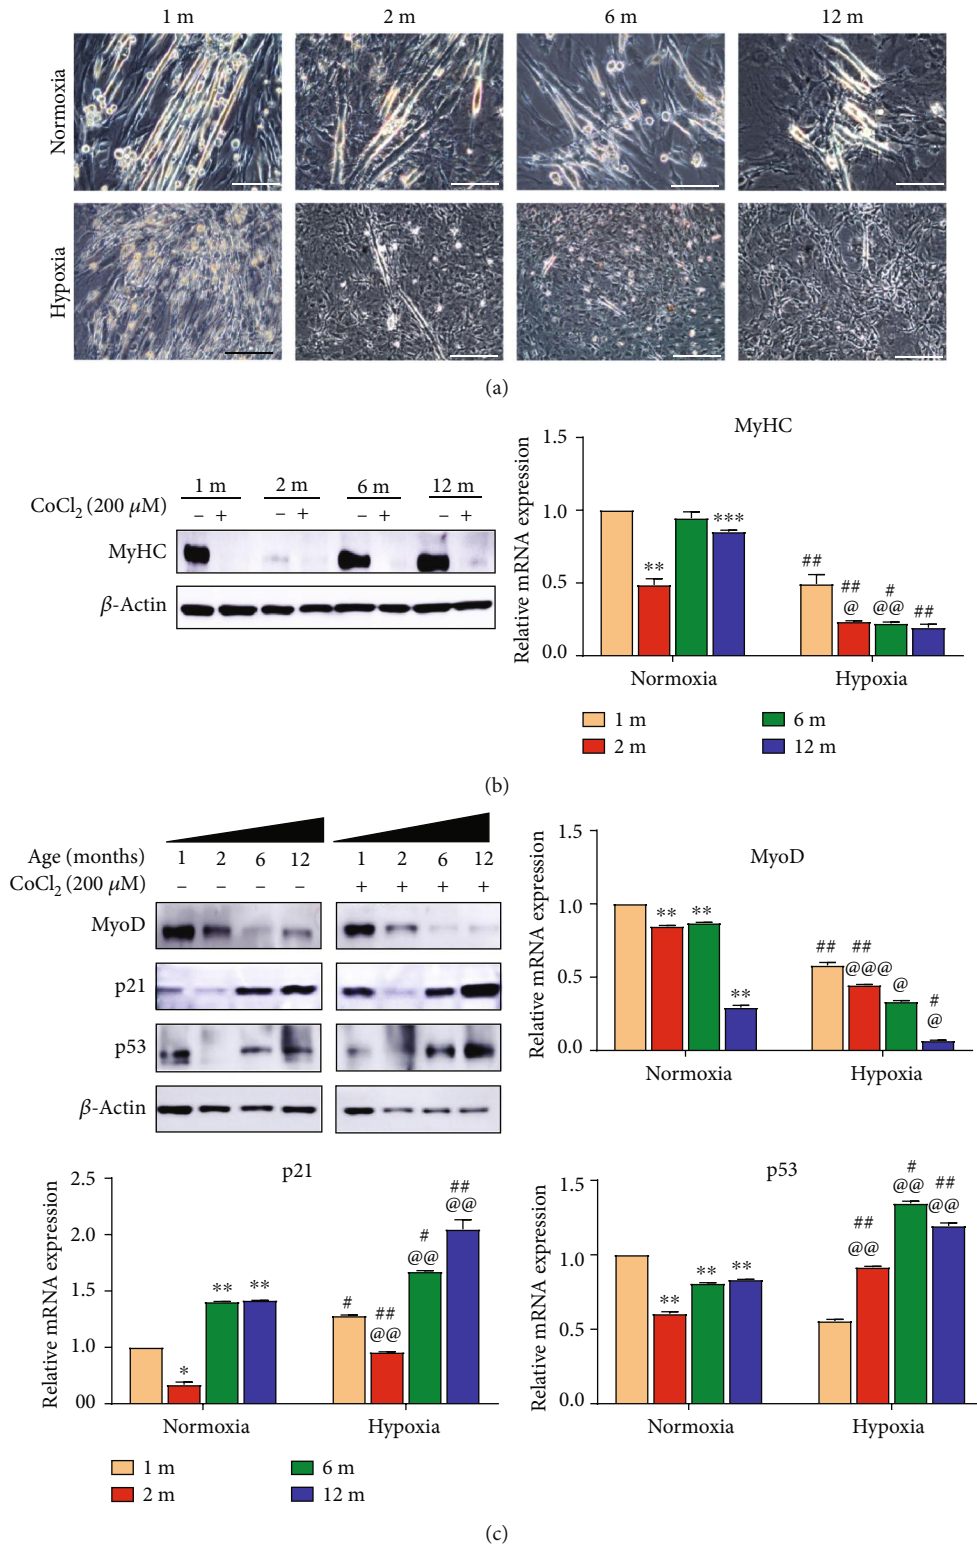 1 m 2 m 6 m 12 m
Normoxia
Hypoxia
(a)
1 m 2 m 6 m 12 m
CoCl2 (200 μM) – + – + – + – +
MyHC
β-Actin
MyHC
Relative mRNA expression
1.5
1.0
0.5
0.0
** *** ## ## @ # @@ ##
Normoxia Hypoxia
1 m 6 m
2 m 12 m
(b)
Age (months) 1 2 6 12 1 2 6 12
CoCl2 (200 μM) – – – – + + + +
MyoD
p21
p53
β-Actin
MyoD
Relative mRNA expression
1.5
1.0
0.5
0.0
** ** ** ## ## @@@ @ # @
Normoxia Hypoxia
p21
Relative mRNA expression
2.5
2.0
1.5
1.0
00
* ** ** # ## @@ # @@ ## @@
Normoxia Hypoxia
p53
Relative mRNA expression
1.5
1.0
0.5
0.0
** ** ** ## @@ # @@ ## @@
Normoxia Hypoxia
1 m 6 m
2 m 12 m
(c)